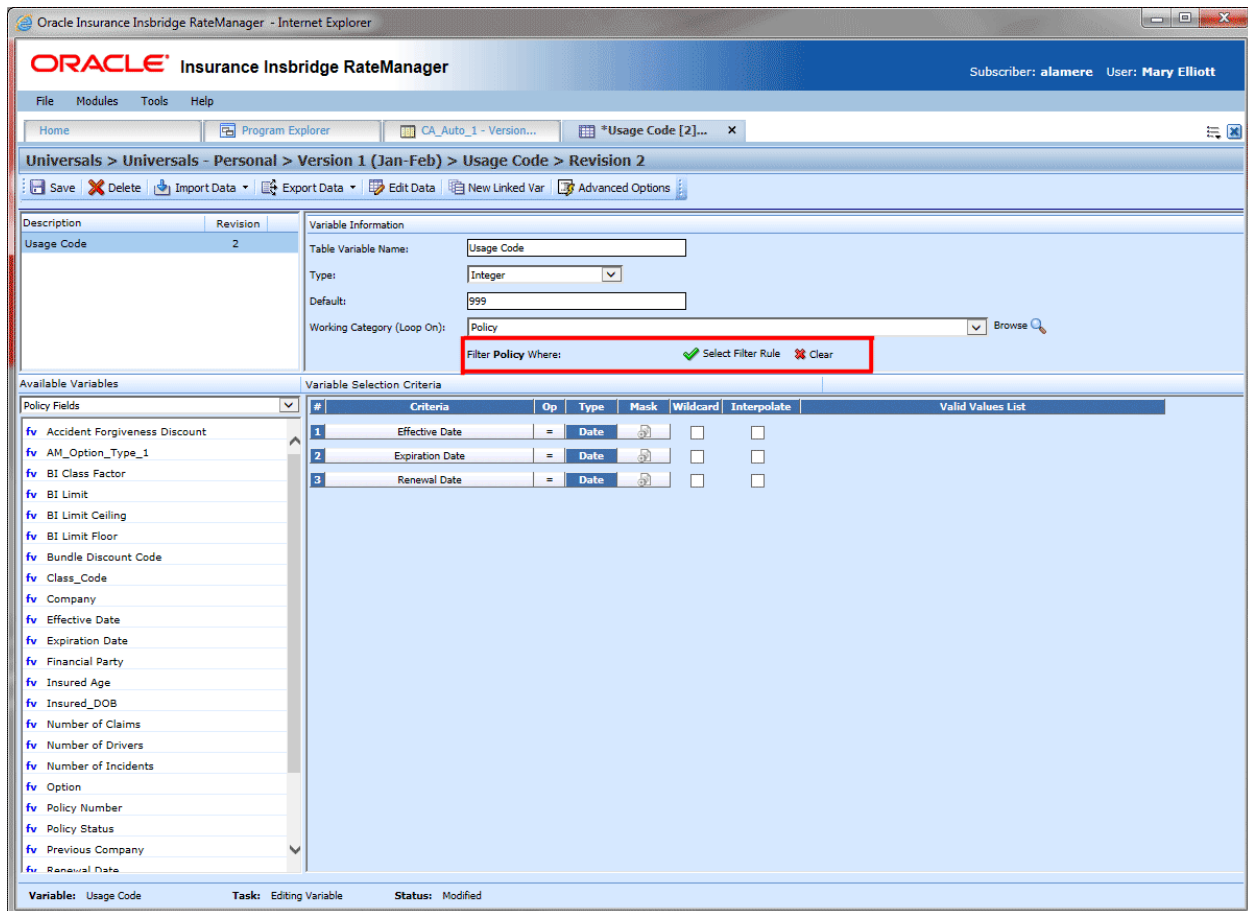 Oracle Insurance Insbridge RateManager - Internet Explorer
ORACLE Insurance Insbridge RateManager
Subscriber: alamere User: Mary Elliott
File Modules Tools Help
Home Program Explorer CA_Auto_1 - Version... *Usage Code [2]... X
Universals > Universals - Personal > Version 1 (Jan-Feb) > Usage Code > Revision 2
Save Delete Import Data Export Data Edit Data New Linked Var Advanced Options
Description Revision
Usage Code 2
Variable Information
Table Variable Name: Usage Code
Type: Integer
Default: 999
Working Category (Loop On): Policy Browse
Filter Policy Where: Select Filter Rule Clear
Available Variables
Policy Fields
fv Accident Forgiveness Discount
fv AM_Option_Type_1
fv BI Class Factor
fv BI Limit
fv BI Limit Ceiling
fv BI Limit Floor
fv Bundle Discount Code
fv Class_Code
fv Company
fv Effective Date
fv Expiration Date
fv Financial Party
fv Insured Age
fv Insured_DOB
fv Number of Claims
fv Number of Drivers
fv Number of Incidents
fv Option
fv Policy Number
fv Policy Status
fv Previous Company
fv Renewal Date
Variable Selection Criteria
# Criteria Op Type Mask Wildcard Interpolate Valid Values List
1 Effective Date = Date
2 Expiration Date = Date
3 Renewal Date = Date
Variable: Usage Code Task: Editing Variable Status: Modified